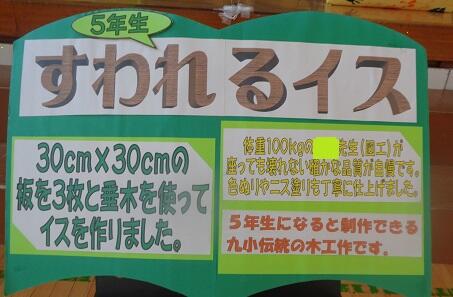 5年生
すわれるイス
30cm×30cmの
板を3枚と垂木を使って
イスを作りました。
体重100kgの 先生(図工)が
座っても壊れない確かな品質が自慢です。
色ぬりやニス塗りも丁寧に仕上げました。
5年生になると制作できる
九小伝統の木工作です。